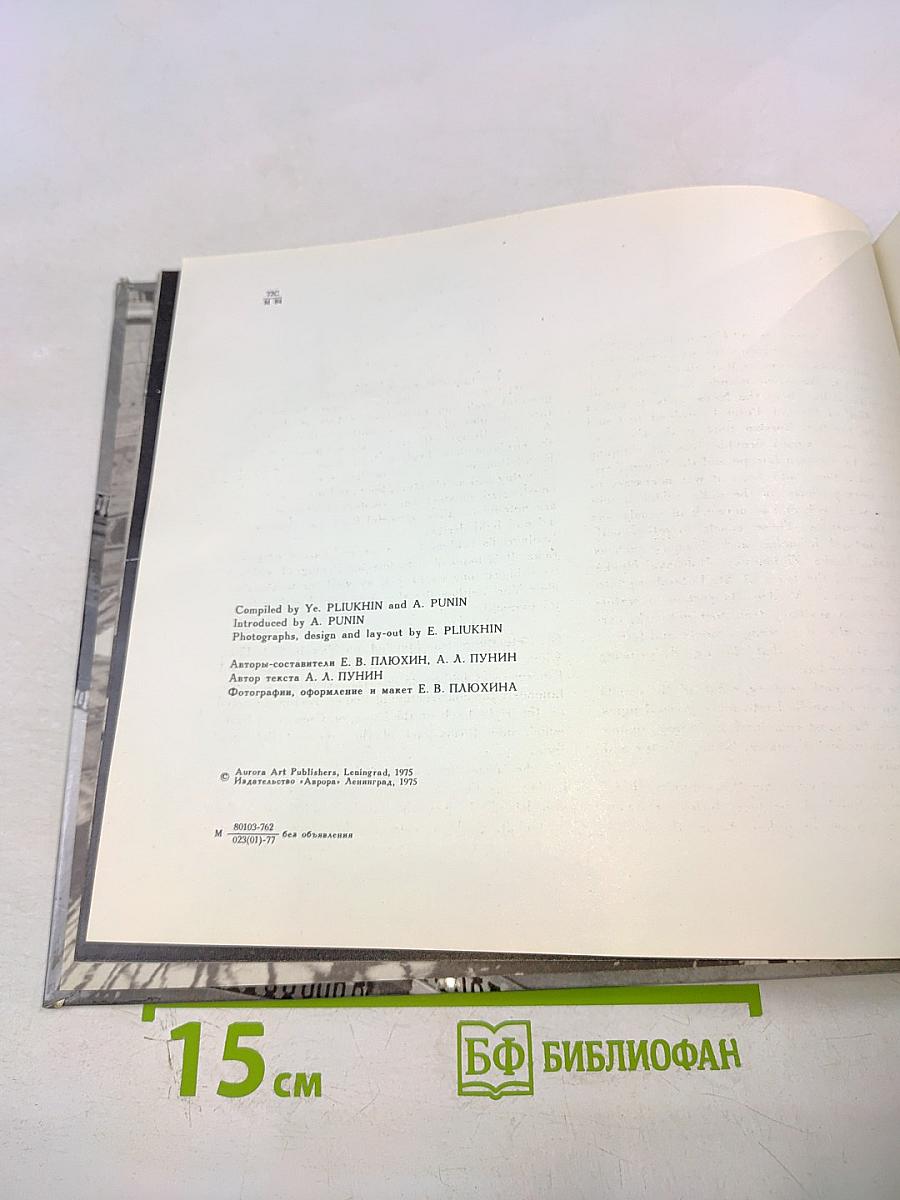 77С
Compiled by Ye. PLIUKHIN and A. PUNIN
Introduced by A. PUNIN
Photographs, design and lay-out by E. PLIUKHIN
Авторы-составители Е. В. ПЛЮХИН, А. Л. ПУНИН
Автор текста А. Л. ПУНИН
Фотографии, оформление и макет Е. В. ПЛЮХИНА
© Aurora Art Publishers, Leningrad, 1975
Издательство «Аврора» Ленинград, 1975
М 80103-762
023(01)-77 без объявления
15 см
БФ БИБЛИОФАН